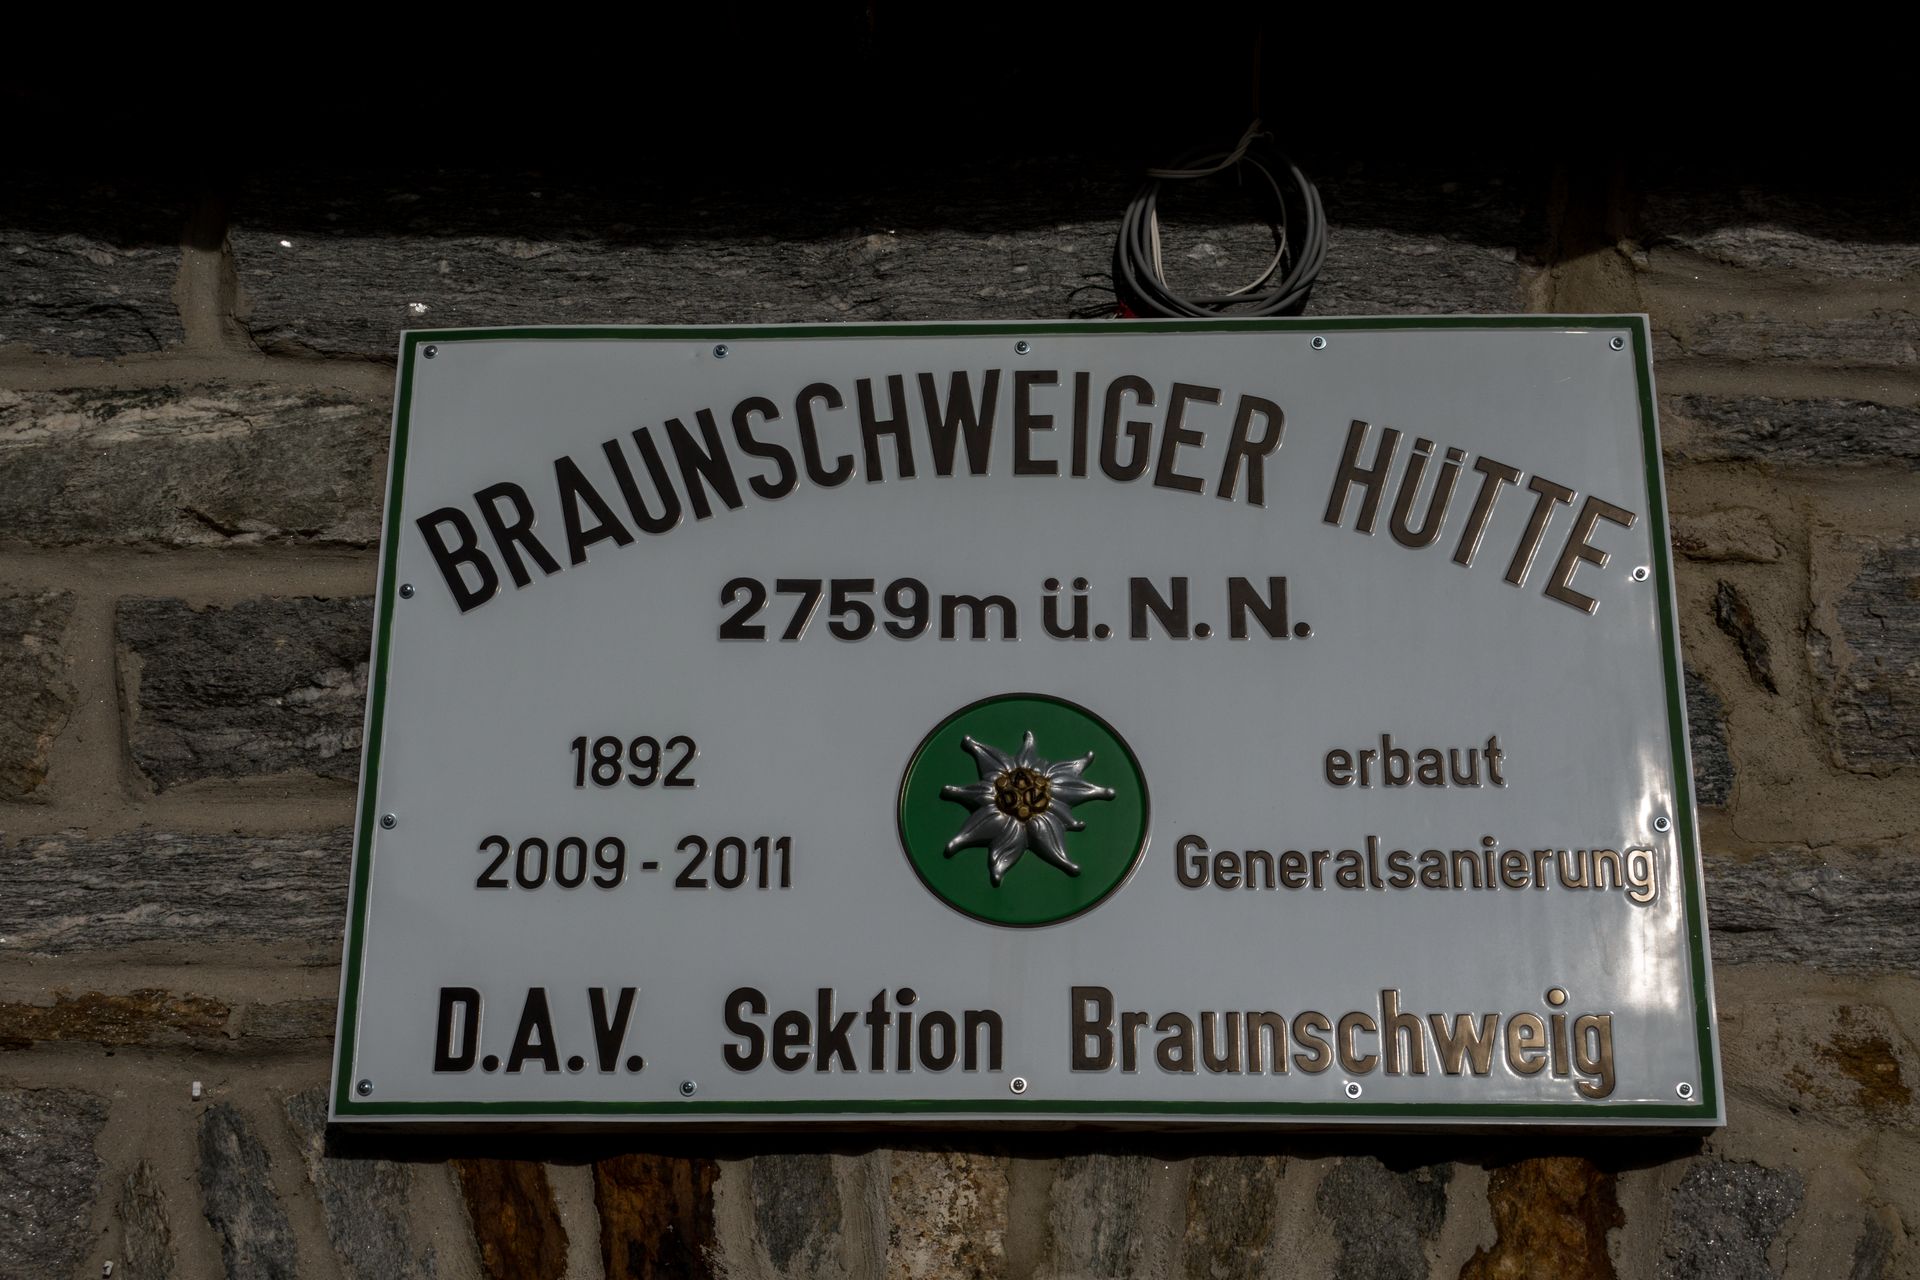 BRAUNSCHWEIGER HÜTTE
2759m ü. N. N.
1892 erbaut
2009 - 2011 Generalsanierung
D.A.V. Sektion Braunschweig